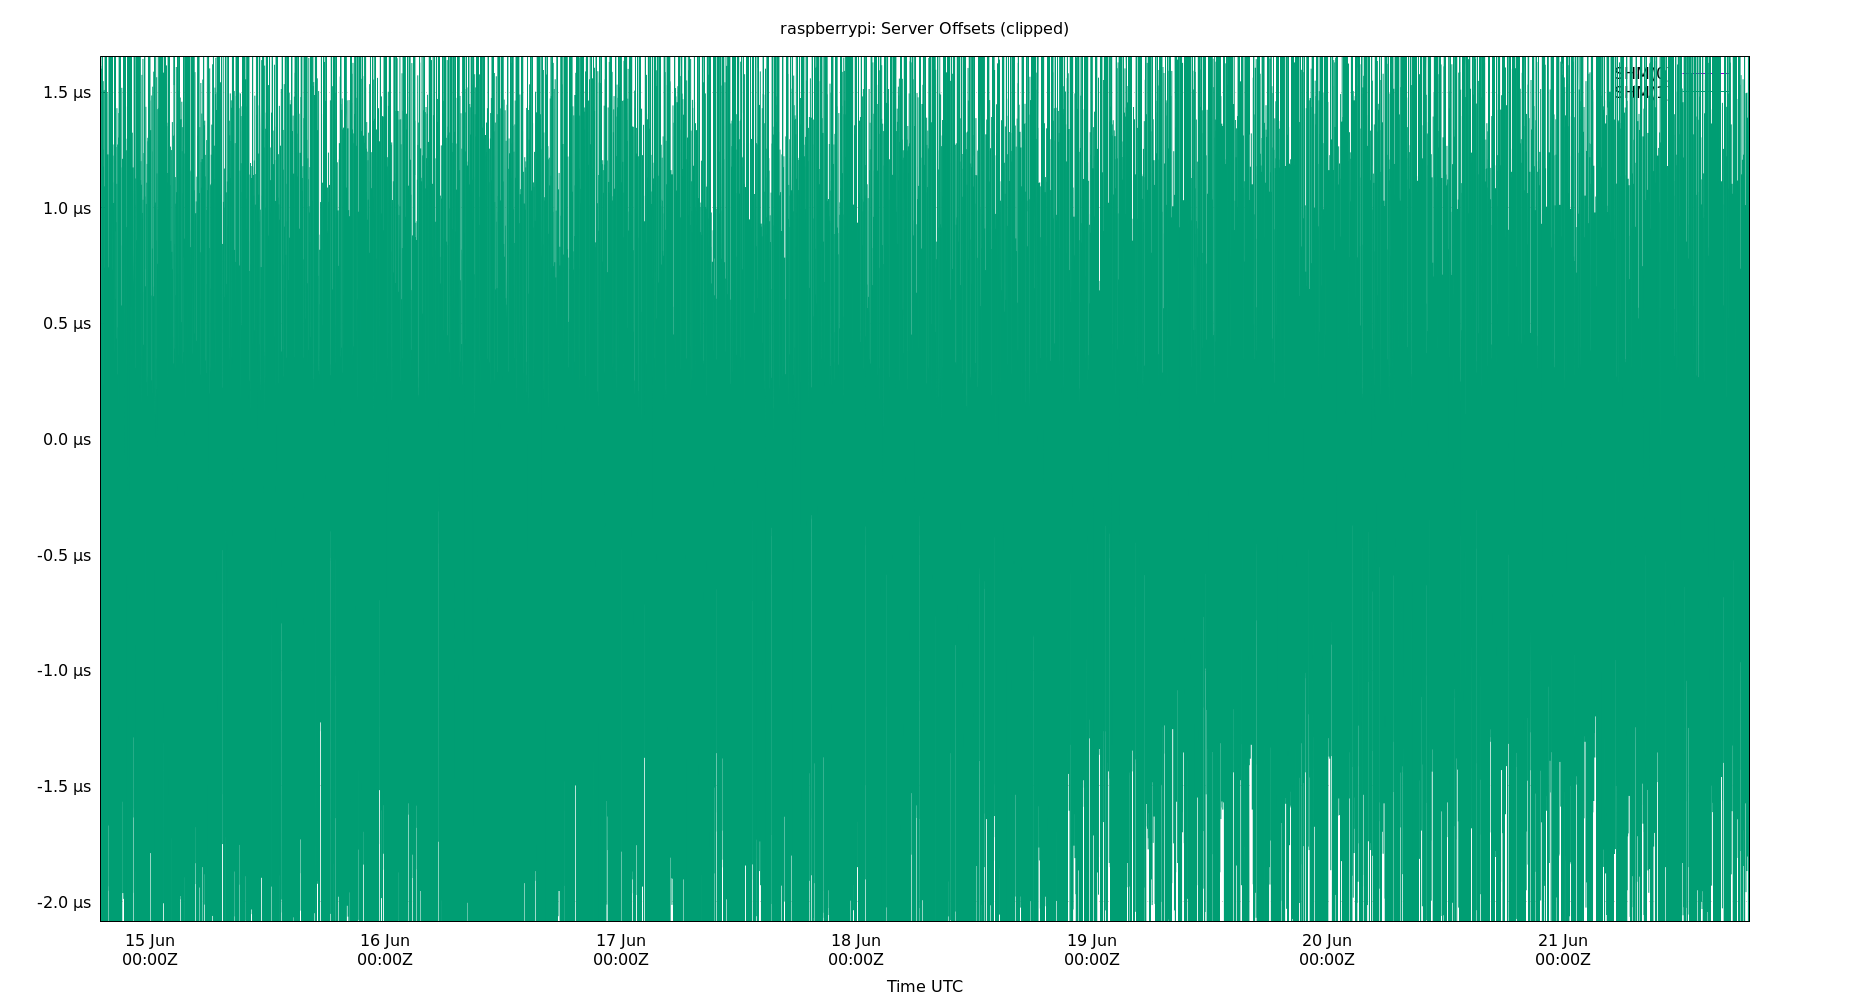 raspberrypi: Server Offsets (clipped)
1.5 µs
1.0 µs
0.5 µs
0.0 µs
-0.5 µs
-1.0 µs
-1.5 µs
-2.0 µs
15 Jun
00:00Z
16 Jun
00:00Z
17 Jun
00:00Z
18 Jun
00:00Z
19 Jun
00:00Z
20 Jun
00:00Z
21 Jun
00:00Z
Time UTC